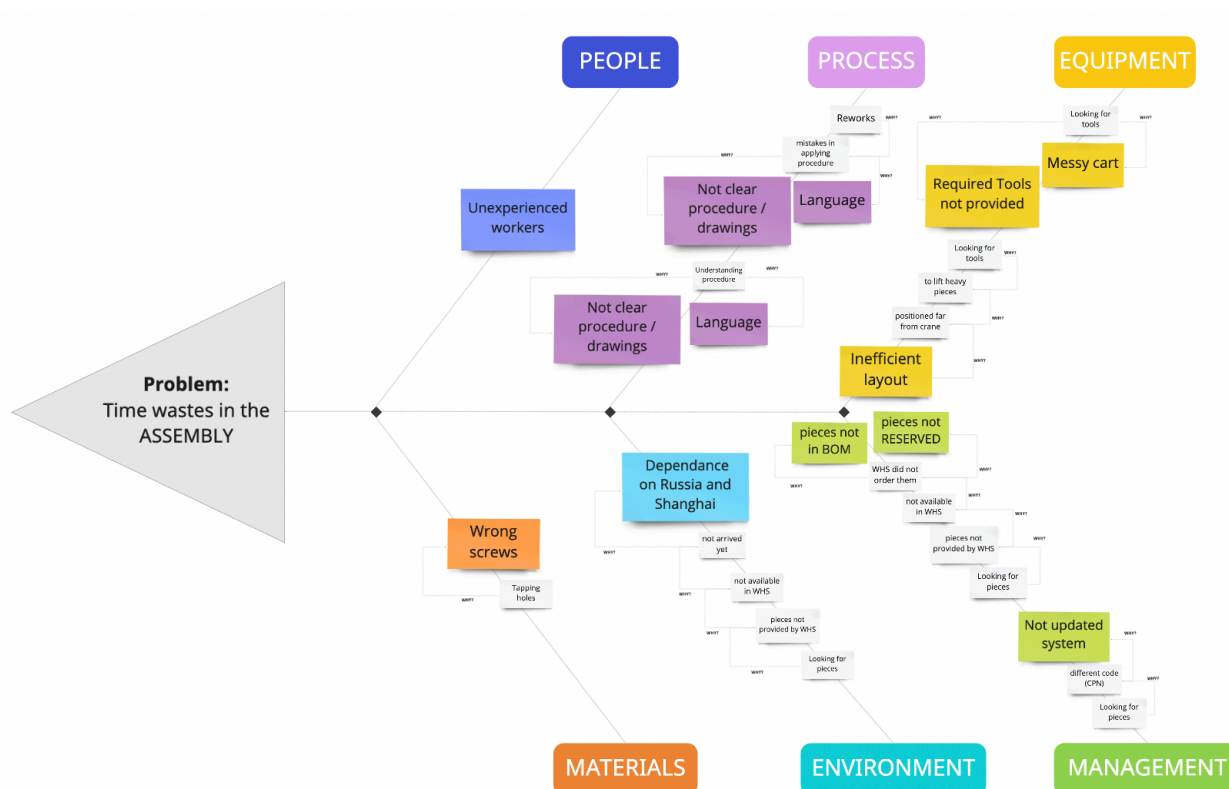 PEOPLE
PROCESS
EQUIPMENT
Reworks
WHY?
Looking for
tools
WHY?
WHY?
mistakes in
applying
procedure
WHY?
WHY?
Messy cart
Not clear
procedure /
drawings
Language
Required Tools
not provided
Unexperienced
workers
Looking for
tools
WHY?
Understanding
procedure
WHY?
WHY?
to lift heavy
pieces
WHY?
Not clear
procedure /
drawings
Language
positioned far
from crane
WHY?
Inefficient
layout
Problem:
Time wastes in the
ASSEMBLY
pieces not
in BOM
pieces not
RESERVED
WHY?
WHS did not
order them
WHY?
WHY?
not available
in WHS
WHY?
pieces not
provided by WHS
WHY?
Looking for
pieces
Dependance
on Russia and
Shanghai
not arrived
yet
WHY?
not available
in WHS
WHY?
pieces not
provided by WHS
WHY?
Looking for
pieces
WHY?
Wrong
screws
Tapping
holes
WHY?
Not updated
system
WHY?
different code
(CPN)
WHY?
Looking for
pieces
MATERIALS
ENVIRONMENT
MANAGEMENT